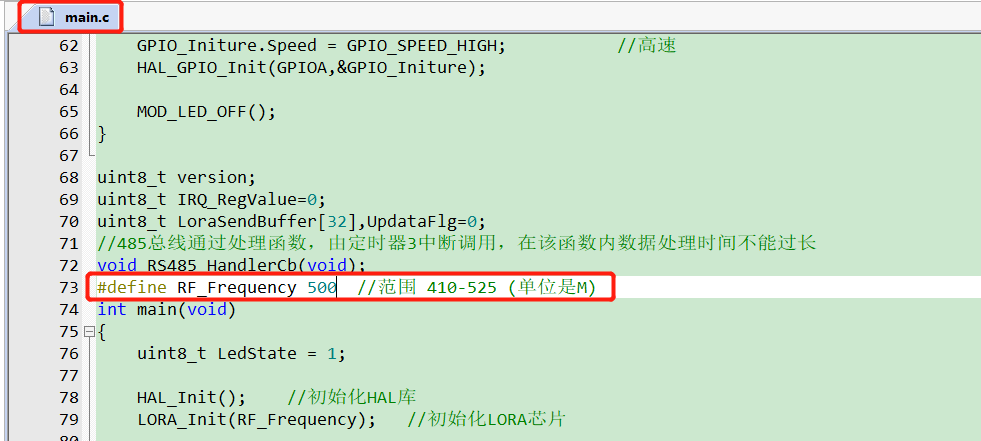 main.c
62 GPIO_Initure.Speed = GPIO_SPEED_HIGH; //高速
63 HAL_GPIO_Init(GPIOA,&GPIO_Initure);
64
65 MOD_LED_OFF();
66 }
67
68 uint8_t version;
69 uint8_t IRQ_RegValue=0;
70 uint8_t LoraSendBuffer[32],UpdataFlg=0;
71 //485总线通过处理函数，由定时器3中断调用，在该函数内数据处理时间不能过长
72 void RS485_HandlerCb(void);
73 #define RF_Frequency 500 //范围 410-525 (单位是M)
74 int main(void)
75 {
76 uint8_t LedState = 1;
77
78 HAL_Init(); //初始化HAL库
79 LORA_Init(RF_Frequency); //初始化LORA芯片